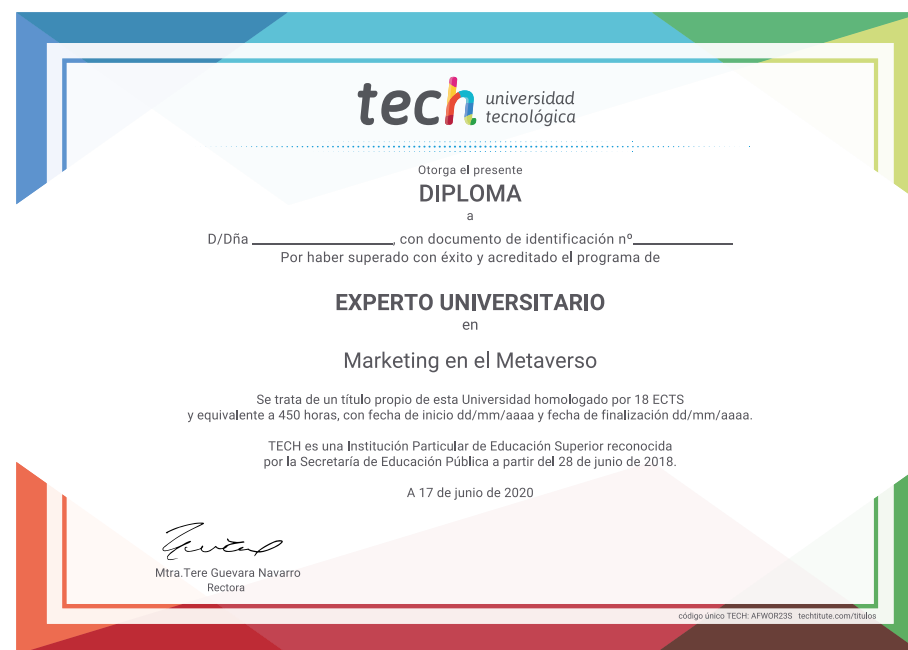 tech universidad
tecnológica
Otorga el presente
DIPLOMA
a
D/Dña ____________________, con documento de identificación nº______________
Por haber superado con éxito y acreditado el programa de
EXPERTO UNIVERSITARIO
en
Marketing en el Metaverso
Se trata de un título propio de esta Universidad homologado por 18 ECTS
y equivalente a 450 horas, con fecha de inicio dd/mm/aaaa y fecha de finalización dd/mm/aaaa.
TECH es una Institución Particular de Educación Superior reconocida
por la Secretaría de Educación Pública a partir del 28 de junio de 2018.
A 17 de junio de 2020
Mtra.Tere Guevara Navarro
Rectora
código único TECH: AFWOR23S techtitute.com/titulos